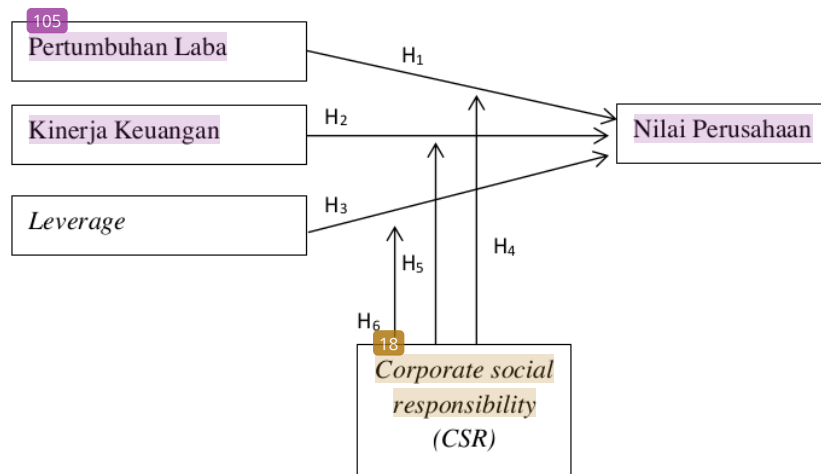 105
Pertumbuhan Laba
H₁
Kinerja Keuangan
H₂
Nilai Perusahaan
Leverage
H₃
H₄
H₅
H₆
18
Corporate social
responsibility
(CSR)